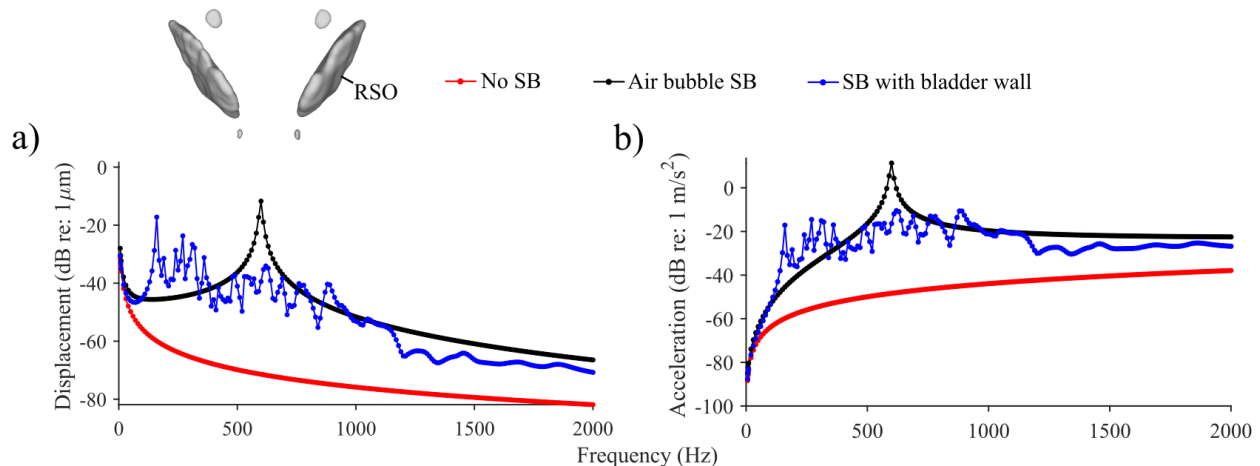 RSO
No SB
Air bubble SB
SB with bladder wall
a)
Displacement (dB re: 1μm)
0
-20
-40
-60
-80
0
500
1000
1500
2000
b)
Acceleration (dB re: 1 m/s²)
0
-20
-40
-60
-80
-100
0
500
1000
1500
2000
Frequency (Hz)